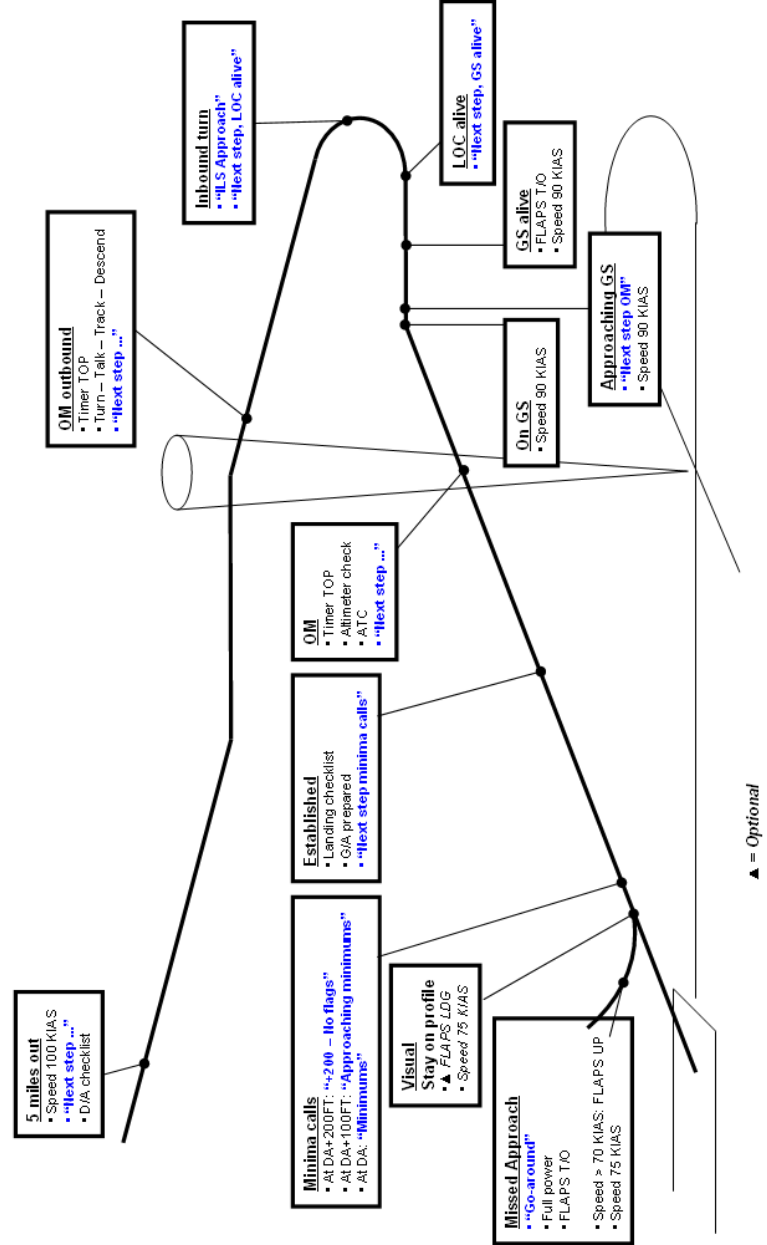 5 miles out
▪ Speed 100 KIAS
▪ “Next step ...”
▪ D/A checklist
OM outbound
▪ Timer TOP
▪ Turn – Talk – Track – Descend
▪ “Next step ...”
Inbound turn
▪ “ILS Approach”
▪ “Next step, LOC alive”
LOC alive
▪ “Next step, GS alive”
GS alive
▪ FLAPS T/O
▪ Speed 90 KIAS
Approaching GS
▪ “Next step OM”
▪ Speed 90 KIAS
On GS
▪ Speed 90 KIAS
OM
▪ Timer TOP
▪ Altimeter check
▪ ATC
▪ “Next step ...”
Established
▪ Landing checklist
▪ G/A prepared
▪ “Next step minima calls”
Minima calls
▪ At DA+200FT: “+200 – No flags”
▪ At DA+100FT: “Approaching minimums”
▪ At DA: “Minimums”
Visual
Stay on profile
▪ ▲ FLAPS LDG
▪ Speed 75 KIAS
Missed Approach
▪ “Go-around”
▪ Full power
▪ FLAPS T/O
▪ Speed > 70 KIAS: FLAPS UP
▪ Speed 75 KIAS
▲ = Optional